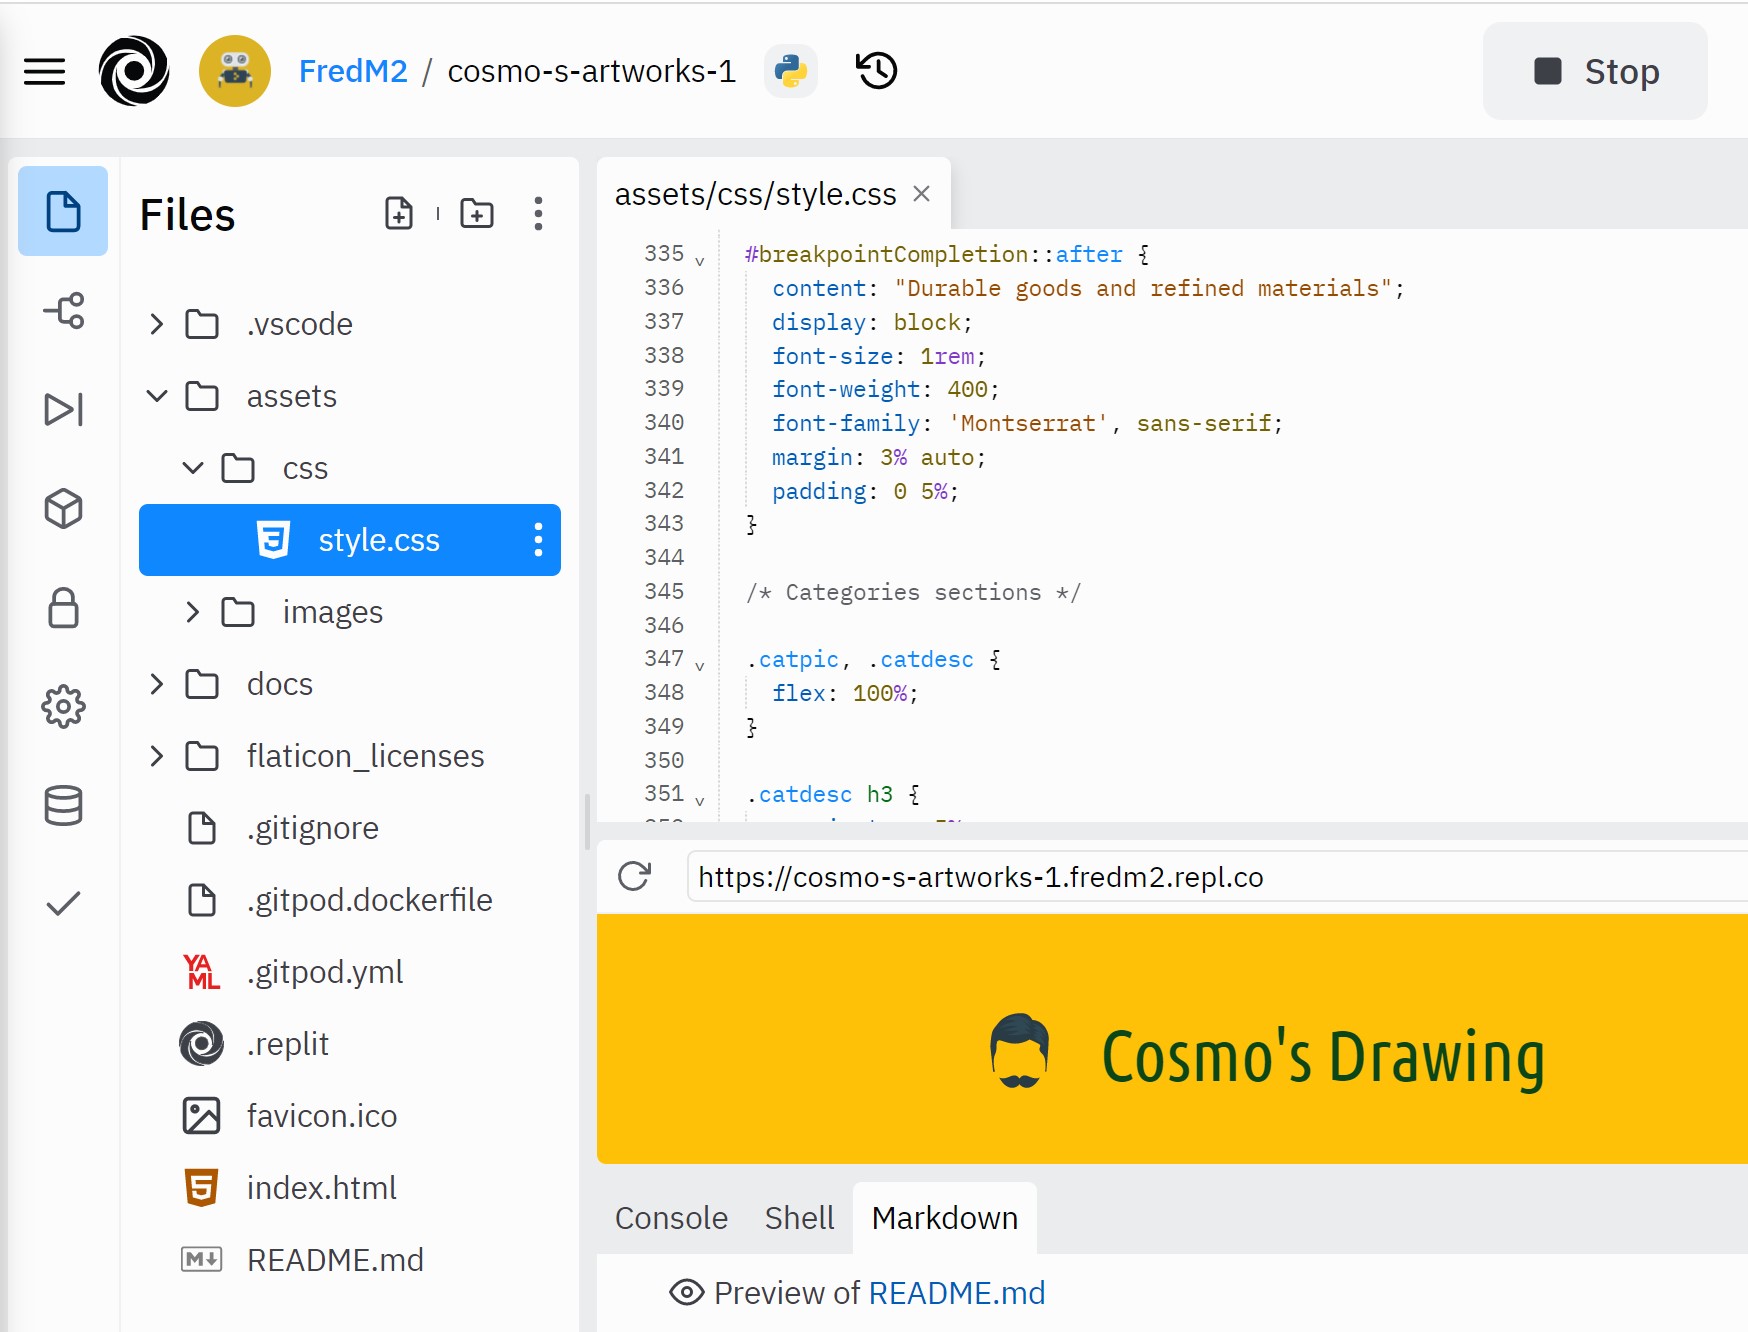 FredM2 / cosmo-s-artworks-1
Stop
Files
.vscode
assets
css
style.css
images
docs
flaticon_licenses
.gitignore
.gitpod.dockerfile
YAML .gitpod.yml
.replit
favicon.ico
5 index.html
M README.md
assets/css/style.css
335 #breakpointCompletion::after {
336 content: "Durable goods and refined materials";
337 display: block;
338 font-size: 1rem;
339 font-weight: 400;
340 font-family: 'Montserrat', sans-serif;
341 margin: 3% auto;
342 padding: 0 5%;
343 }
344
345 /* Categories sections */
346
347 .catpic, .catdesc {
348 flex: 100%;
349 }
350
351 .catdesc h3 {
https://cosmo-s-artworks-1.fredm2.repl.co
Cosmo's Drawing
Console Shell Markdown
Preview of README.md